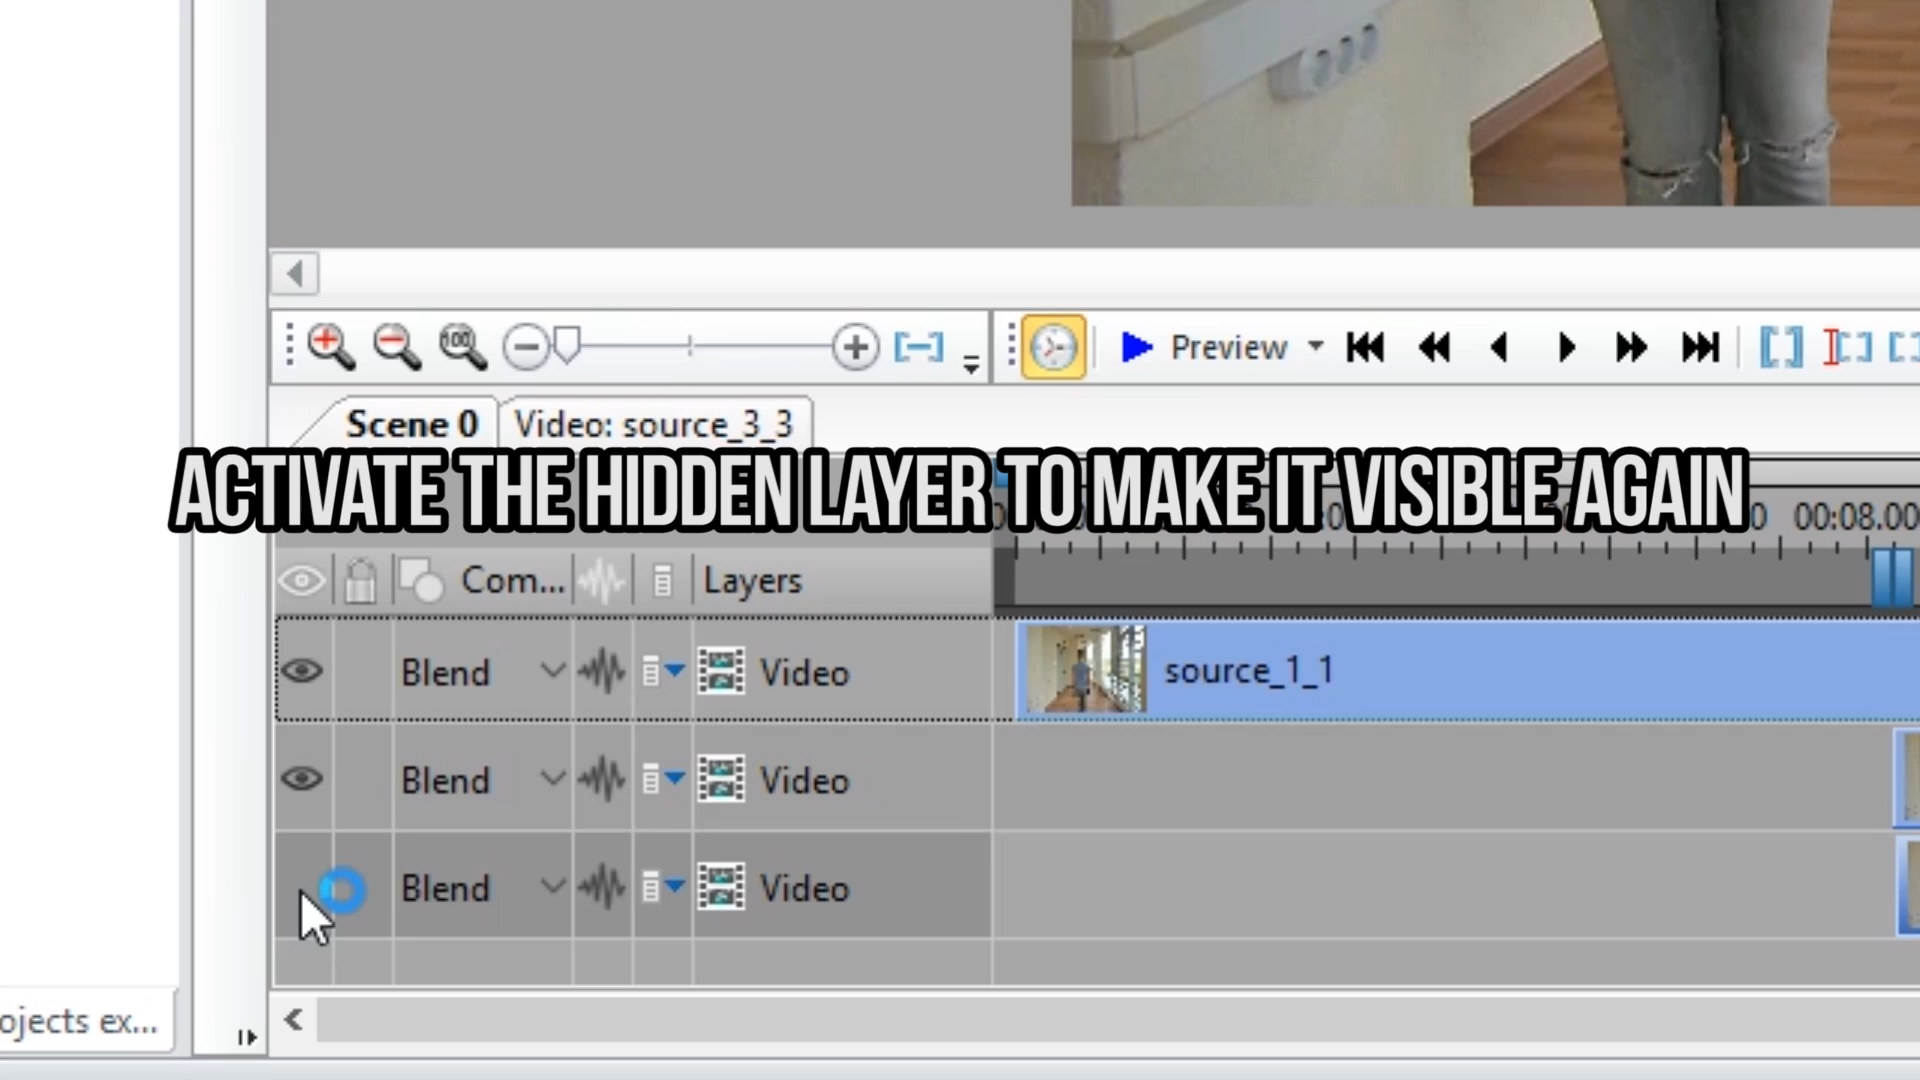 100
Preview
Scene 0
Video: source_3_3
ACTIVATE THE HIDDEN LAYER TO MAKE IT VISIBLE AGAIN
00:08.00
Com...
Layers
Blend
Video
source_1_1
Blend
Video
Blend
Video
ojects ex...